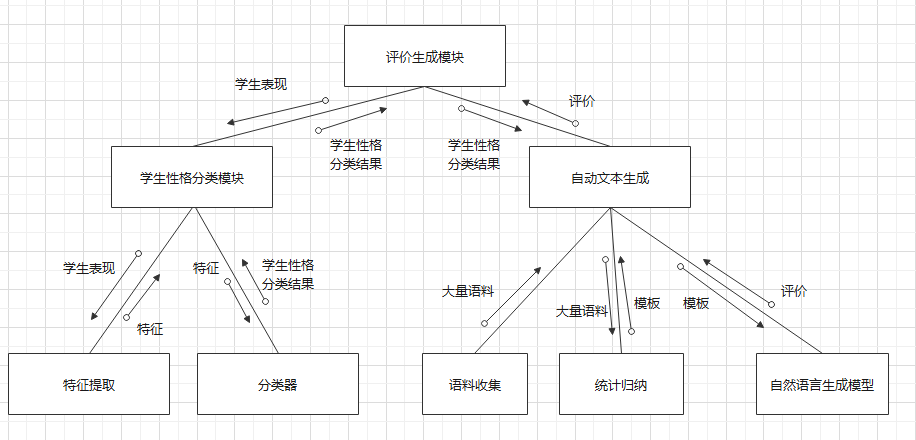 评价生成模块
学生表现
评价
学生性格
分类结果
学生性格
分类结果
学生性格分类模块
自动文本生成
学生表现
特征
特征
学生性格
分类结果
大量语料
大量语料
模板
模板
评价
特征提取
分类器
语料收集
统计归纳
自然语言生成模型